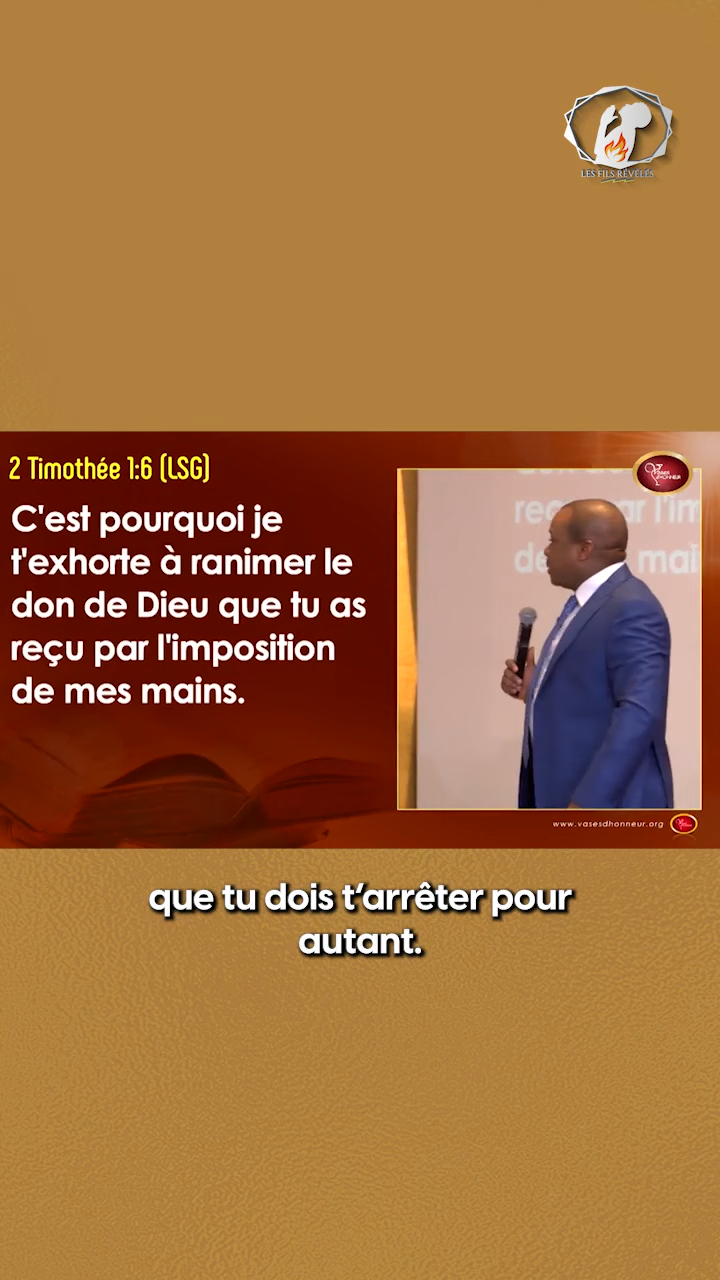 LES FILS RÉVÉLÉS
2 Timothée 1:6 (LSG)
C'est pourquoi je
t'exhorte à ranimer le
don de Dieu que tu as
reçu par l'imposition
de mes mains.
www.vasesdhonneur.org
que tu dois t‘arrêter pour
autant.